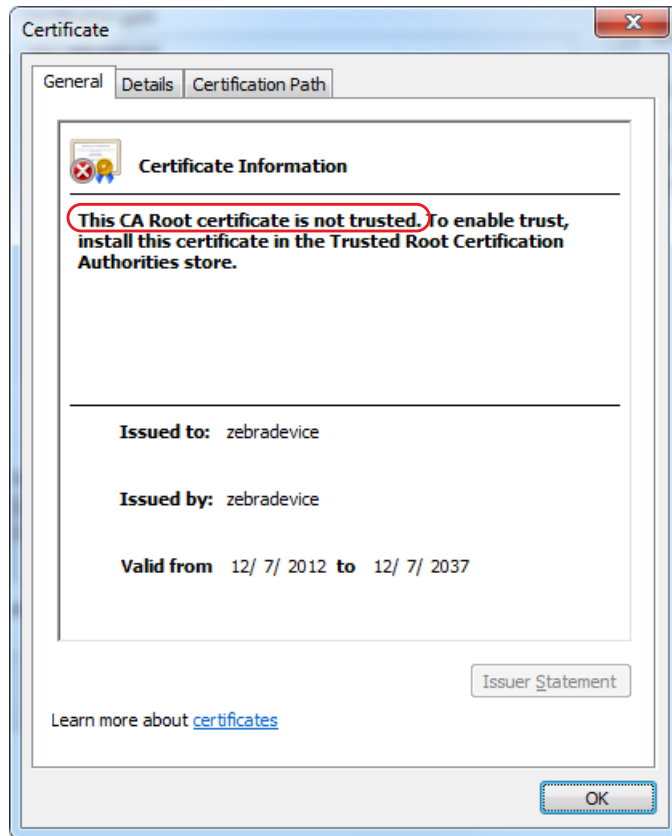 Certificate
General Details Certification Path
Certificate Information
This CA Root certificate is not trusted. To enable trust,
install this certificate in the Trusted Root Certification
Authorities store.
Issued to: zebradevice
Issued by: zebradevice
Valid from 12/ 7/ 2012 to 12/ 7/ 2037
Issuer Statement
Learn more about certificates
OK